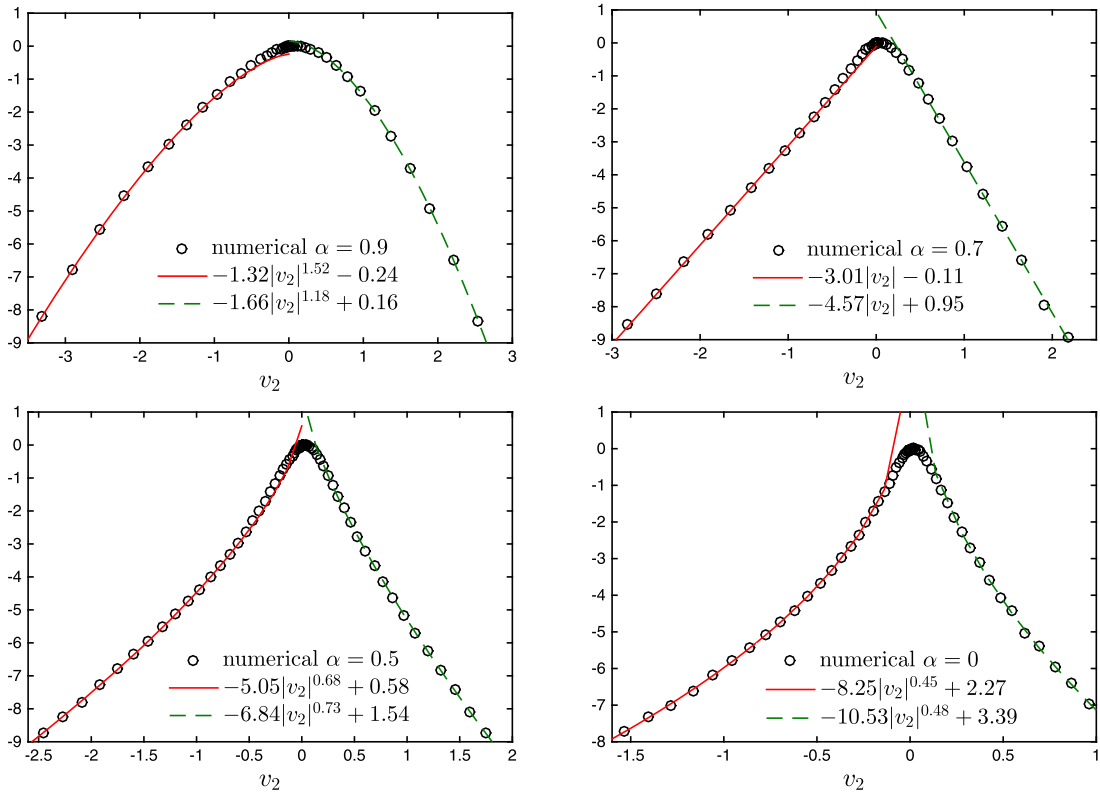 1
0
-1
-2
-3
-4
-5
-6
-7
-8
-9
-3 -2 -1 0 1 2 3
v₂
numerical α = 0.9
−1.32|v₂|^1.52 − 0.24
−1.66|v₂|^1.18 + 0.16
1
0
-1
-2
-3
-4
-5
-6
-7
-8
-9
-3 -2 -1 0 1 2
v₂
numerical α = 0.7
−3.01|v₂| − 0.11
−4.57|v₂| + 0.95
1
0
-1
-2
-3
-4
-5
-6
-7
-8
-9
-2.5 -2 -1.5 -1 -0.5 0 0.5 1 1.5 2
v₂
numerical α = 0.5
−5.05|v₂|^0.68 + 0.58
−6.84|v₂|^0.73 + 1.54
1
0
-1
-2
-3
-4
-5
-6
-7
-8
-1.5 -1 -0.5 0 0.5 1
v₂
numerical α = 0
−8.25|v₂|^0.45 + 2.27
−10.53|v₂|^0.48 + 3.39